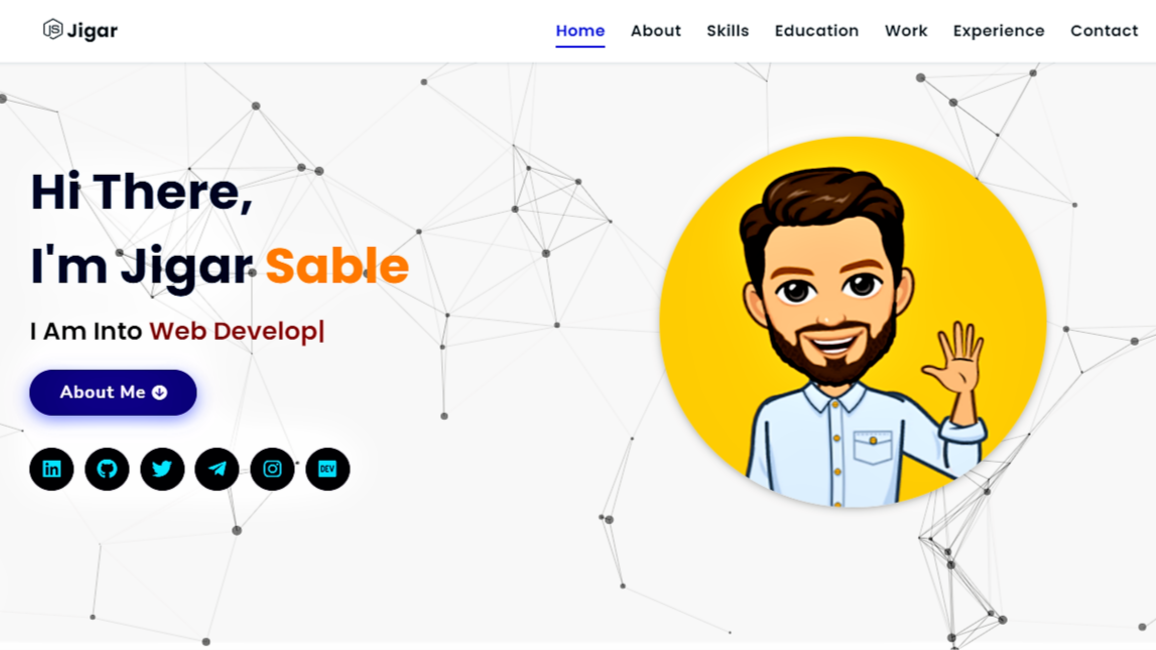 Jigar
Home About Skills Education Work Experience Contact
Hi There,
I'm Jigar Sable
I Am Into Web Develop|
About Me
in
DEV